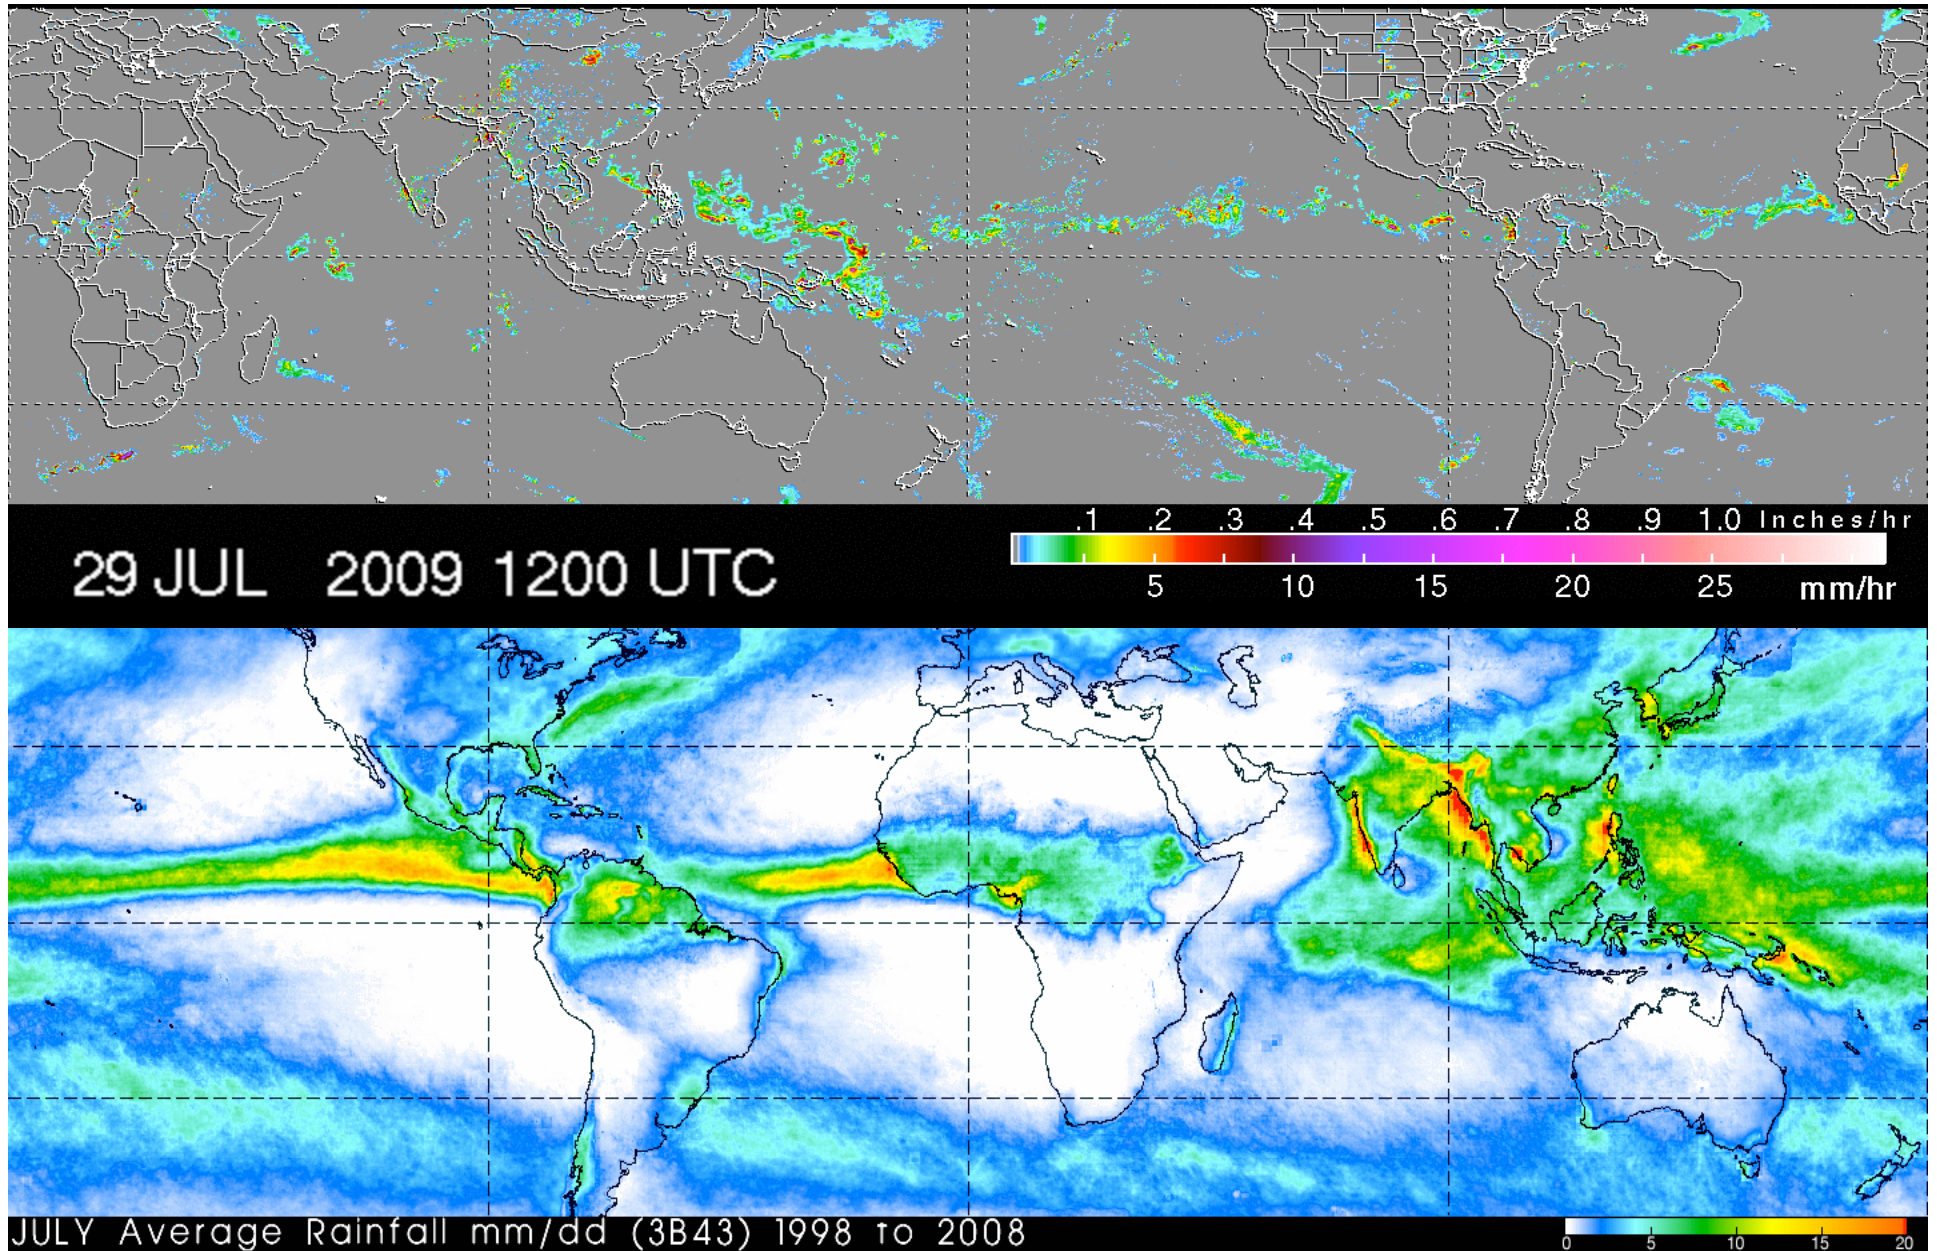 .1 .2 .3 .4 .5 .6 .7 .8 .9 1.0 Inches/hr
29 JUL 2009 1200 UTC
5 10 15 20 25 mm/hr
JULY Average Rainfall mm/dd (3B43) 1998 to 2008
0 5 10 15 20